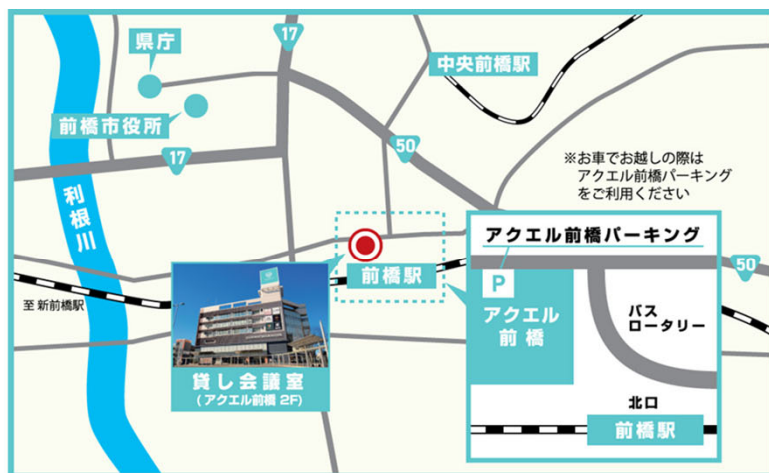 県庁
前橋市役所
17
17
50
中央前橋駅
※お車でお越しの際は
アクエル前橋パーキング
をご利用ください
利根川
至 新前橋駅
前橋駅
貸し会議室
(アクエル前橋 2F)
アクエル前橋パーキング
50
P
アクエル
前橋
バス
ロータリー
北口
前橋駅